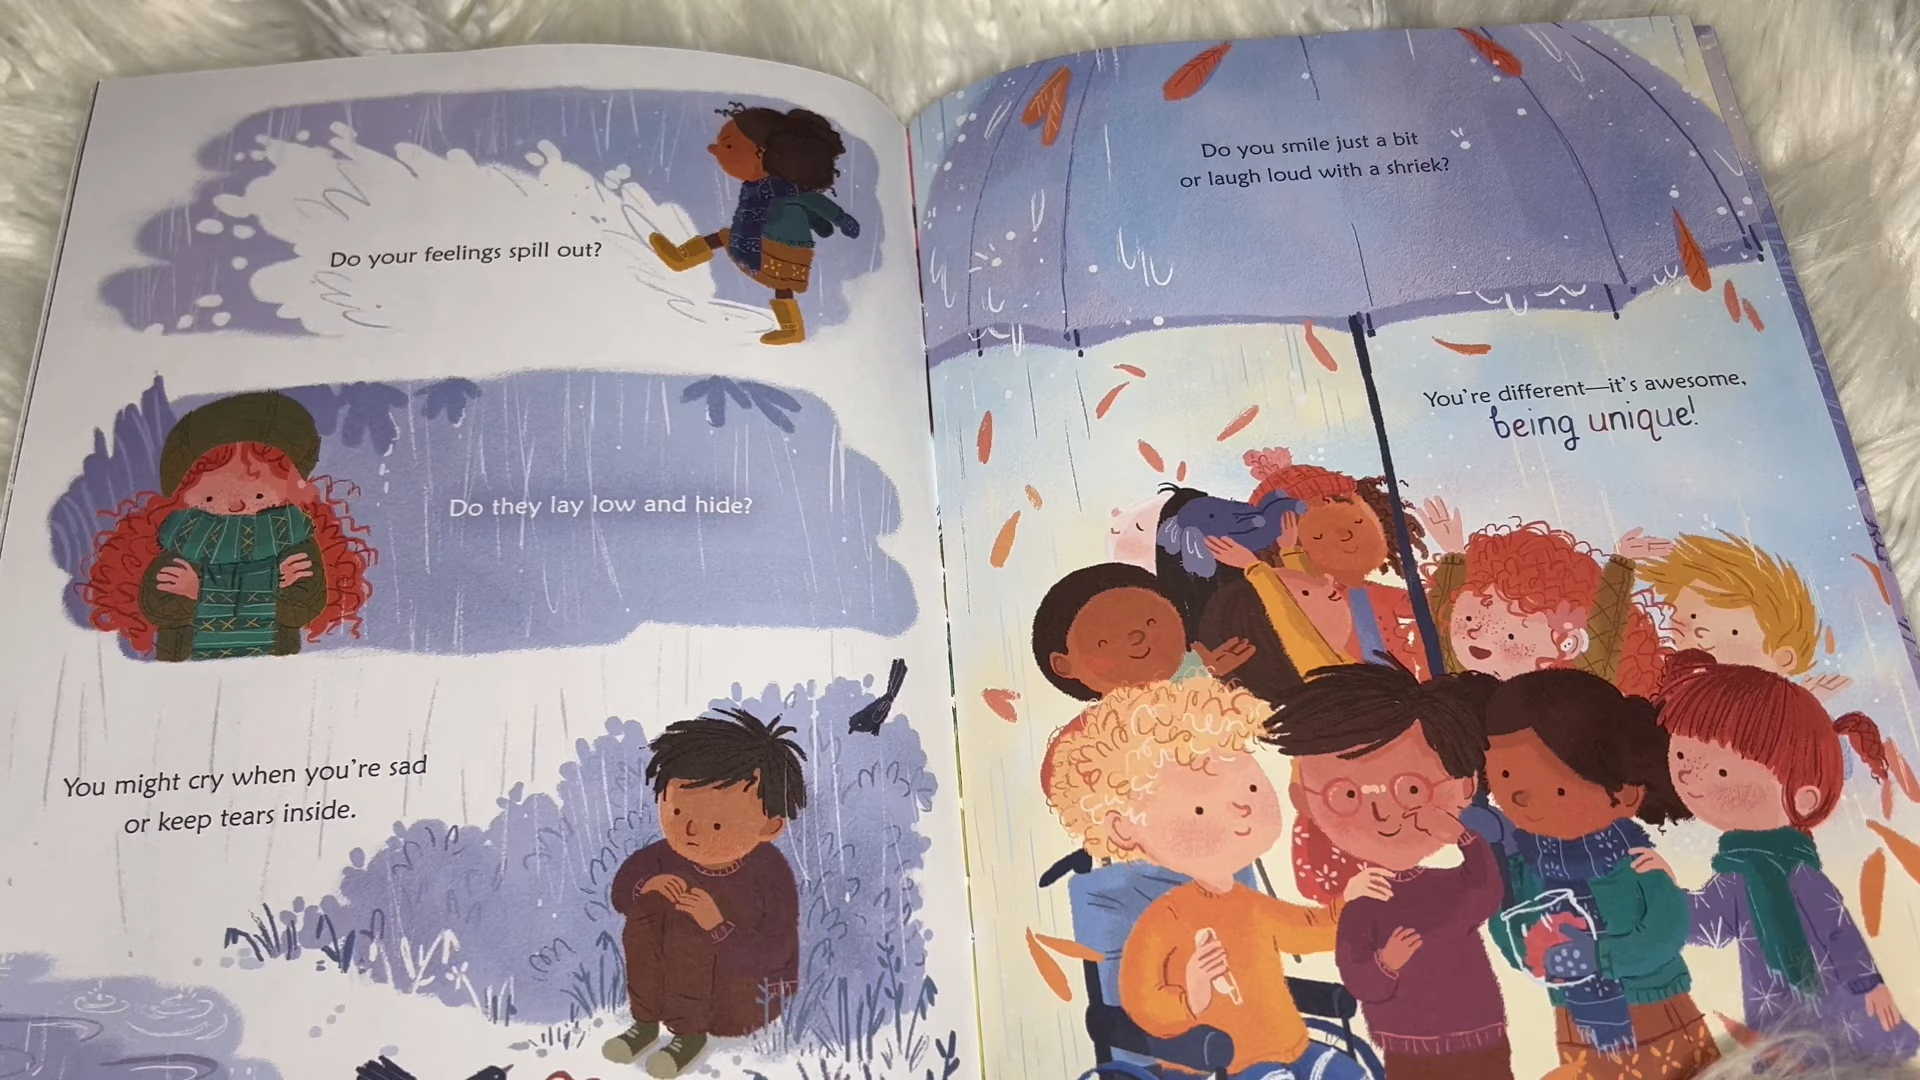 Do your feelings spill out?
Do they lay low and hide?
You might cry when you're sad
or keep tears inside.
Do you smile just a bit
or laugh loud with a shriek?
You're different—it's awesome,
being unique!